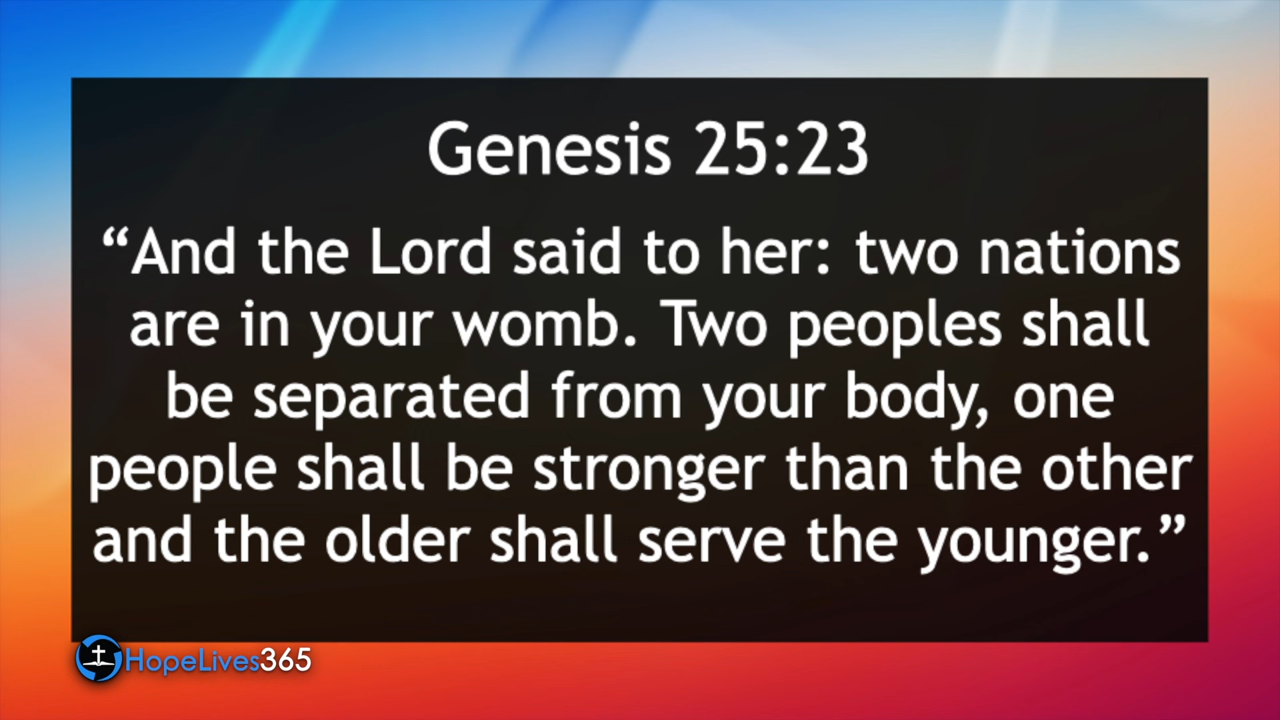 Genesis 25:23
“And the Lord said to her: two nations
are in your womb. Two peoples shall
be separated from your body, one
people shall be stronger than the other
and the older shall serve the younger.”
HopeLives365